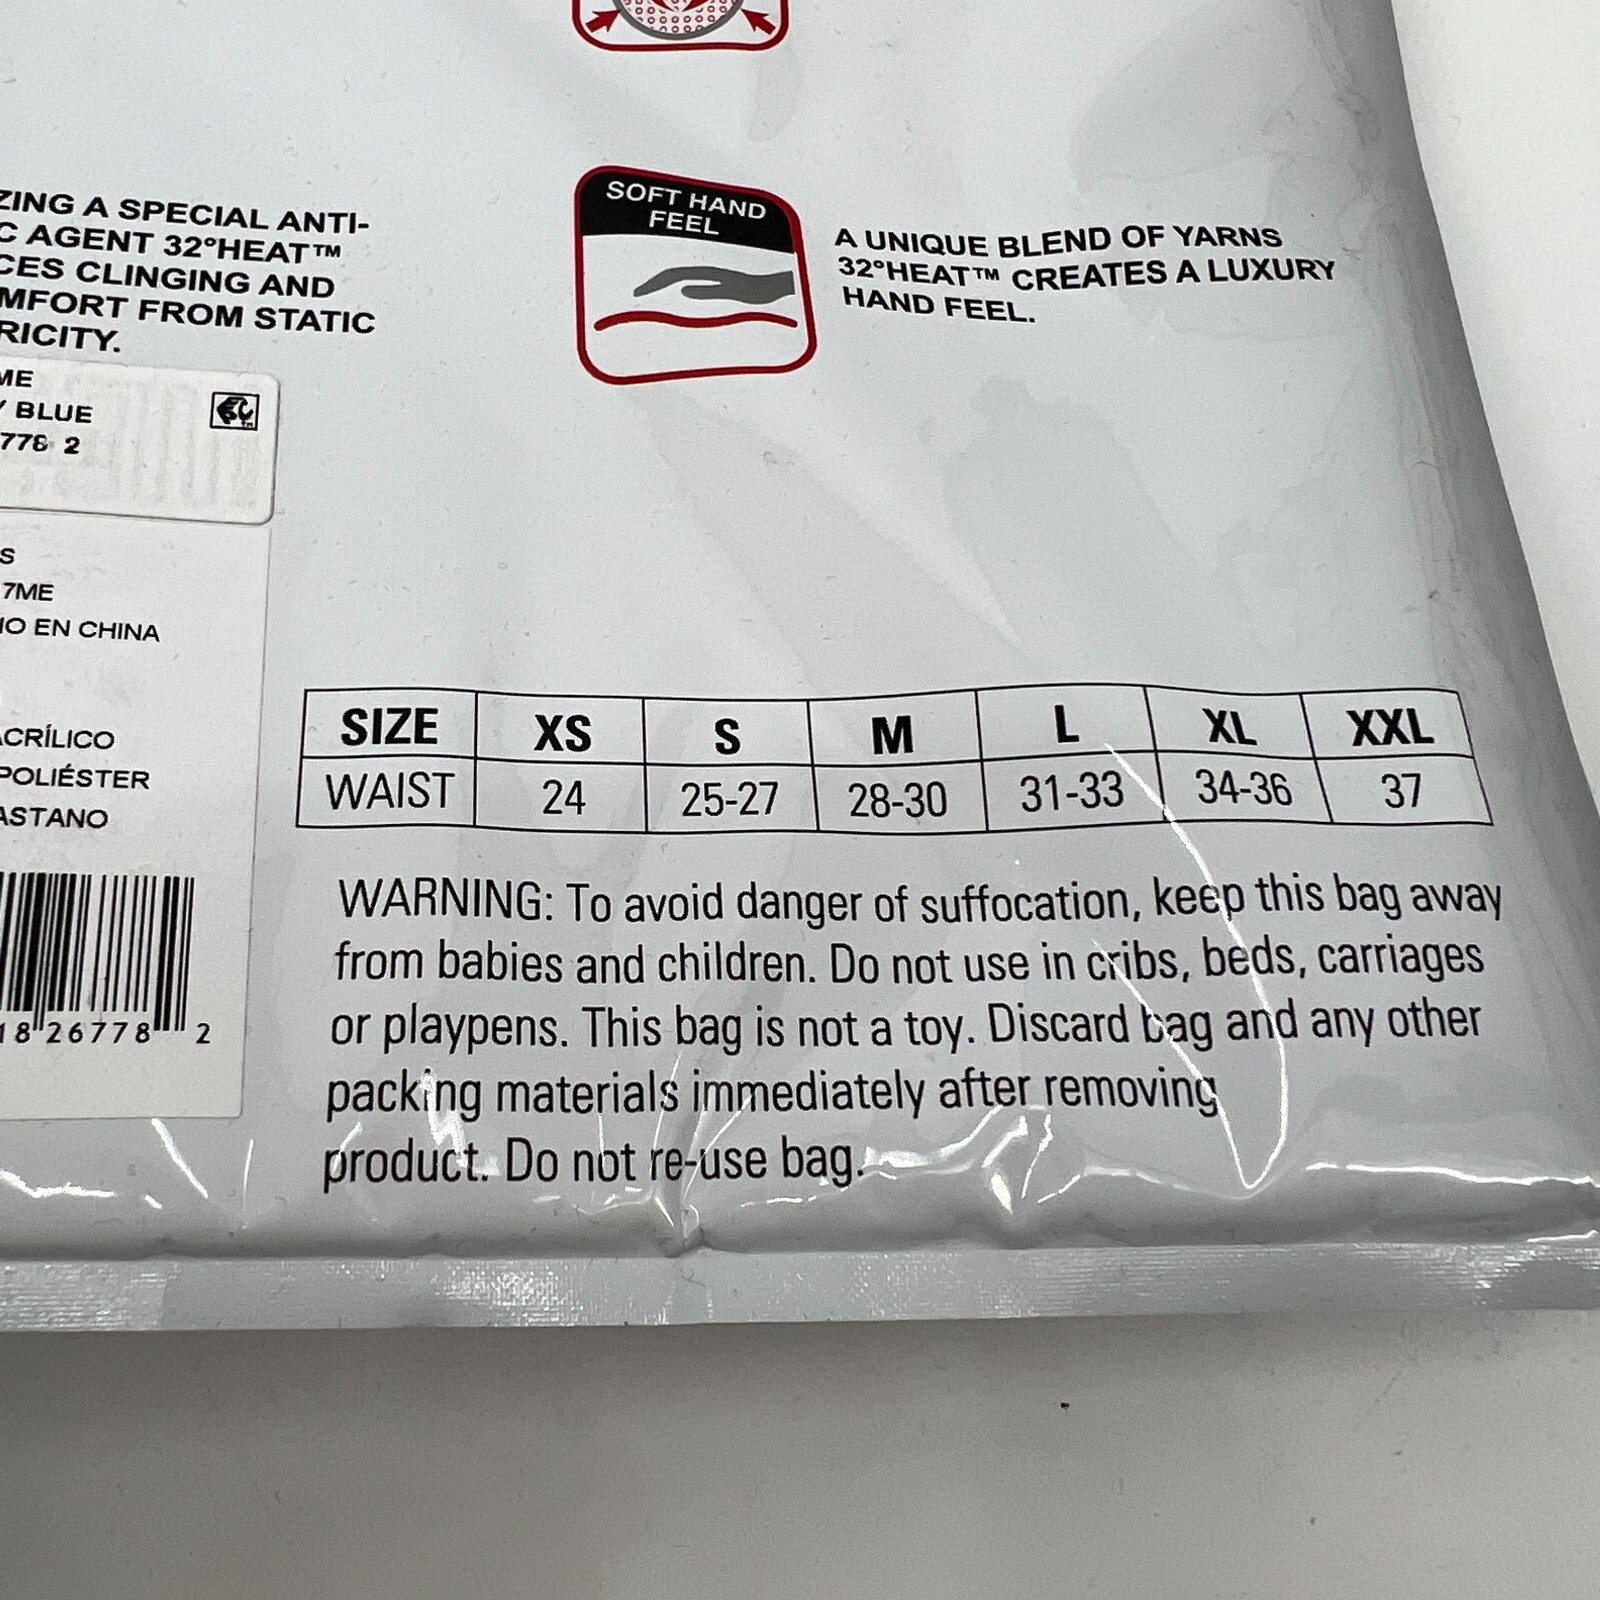 ZING A SPECIAL ANTI-
C AGENT 32°HEAT™
CES CLINGING AND
MFORT FROM STATIC
RICITY.
SOFT HAND
FEEL
A UNIQUE BLEND OF YARNS
32°HEAT™ CREATES A LUXURY
HAND FEEL.
ME
Y BLUE
778 2
S
7ME
HO EN CHINA
ACRÍLICO
POLIÉSTER
ASTANO
18 26778 2
SIZE XS S M L XL XXL
WAIST 24 25-27 28-30 31-33 34-36 37
WARNING: To avoid danger of suffocation, keep this bag away
from babies and children. Do not use in cribs, beds, carriages
or playpens. This bag is not a toy. Discard bag and any other
packing materials immediately after removing
product. Do not re-use bag.